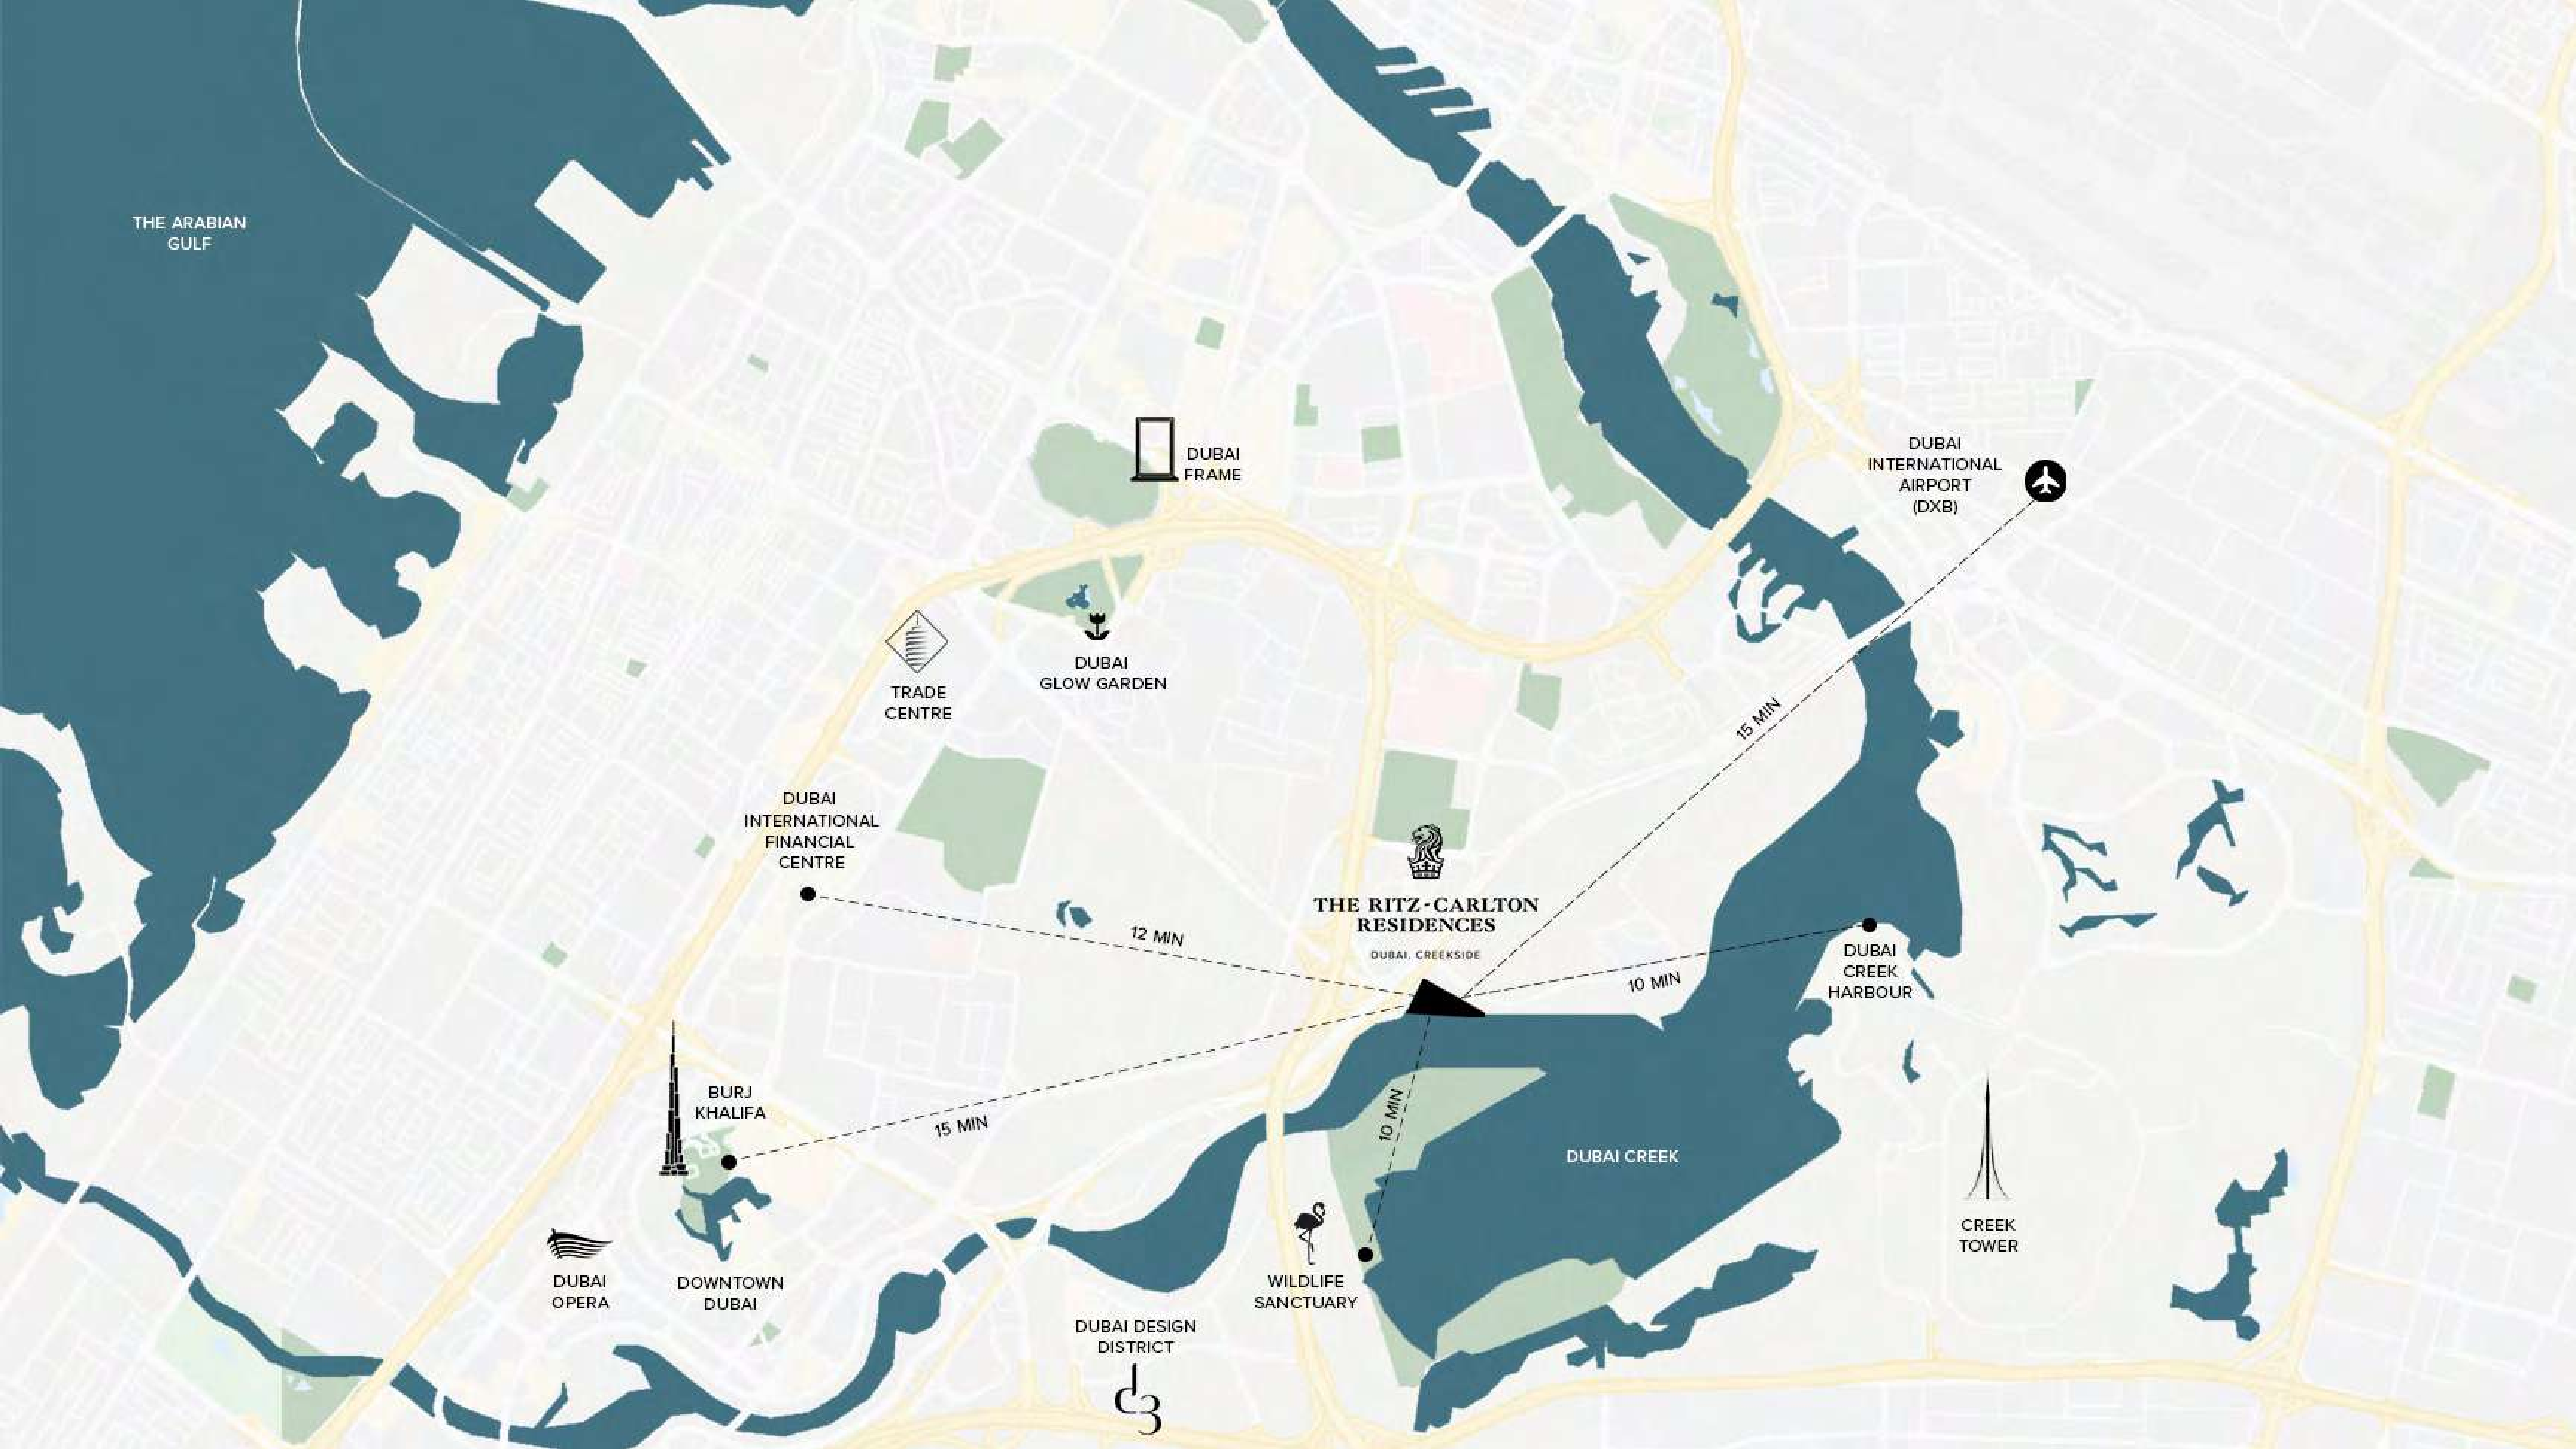 THE ARABIAN
GULF
DUBAI
FRAME
DUBAI
INTERNATIONAL
AIRPORT
(DXB)
TRADE
CENTRE
DUBAI
GLOW GARDEN
15 MIN
DUBAI
INTERNATIONAL
FINANCIAL
CENTRE
THE RITZ-CARLTON
RESIDENCES
DUBAI, CREEKSIDE
12 MIN
10 MIN
DUBAI
CREEK
HARBOUR
BURJ
KHALIFA
15 MIN
10 MIN
DUBAI CREEK
CREEK
TOWER
DUBAI
OPERA
DOWNTOWN
DUBAI
WILDLIFE
SANCTUARY
DUBAI DESIGN
DISTRICT
d3